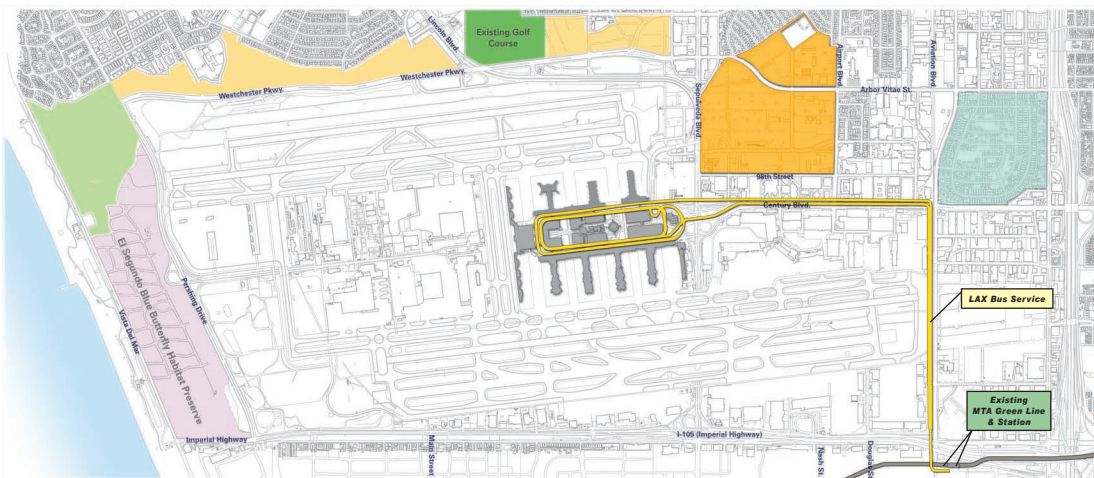 Lincoln Blvd.
Existing Golf
Course
Westchester Pkwy.
Westchester Pkwy.
Airport Blvd.
Aviation Blvd.
Arbor Vitae St.
Sepulveda Blvd.
98th Street
Century Blvd.
El Segundo Blue Butterfly Habitat Preserve
Pershing Drive
Vista Del Mar
LAX Bus Service
Existing
MTA Green Line
& Station
Imperial Highway
I-105 (Imperial Highway)
Main Street
Nash St.
Douglas St.